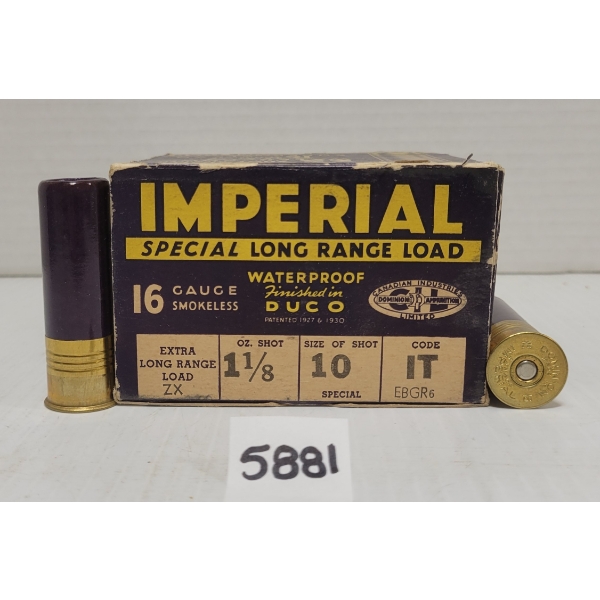 IMPERIAL
SPECIAL LONG RANGE LOAD
WATERPROOF
Finished in
DUCO
PATENTED 1927 & 1930
16 GAUGE
SMOKELESS
CANADIAN INDUSTRIES
DOMINION AMMUNITION
LIMITED
CIL
EXTRA
LONG RANGE
LOAD
ZX
OZ. SHOT
1 1/8
SIZE OF SHOT
10
SPECIAL
CODE
IT
EBGR6
5881